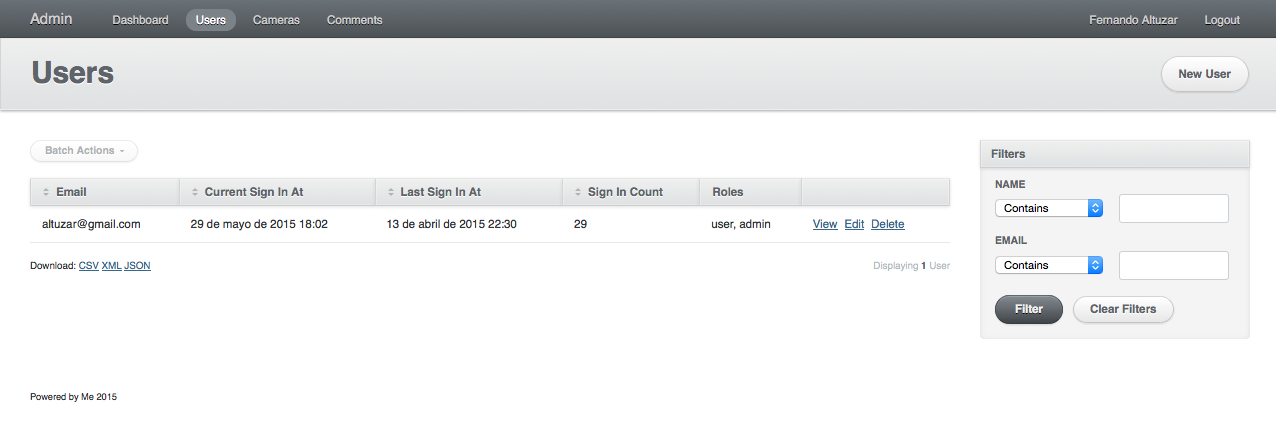 Admin Dashboard Users Cameras Comments Fernando Altuzar Logout
Users New User
Batch Actions
Email Current Sign In At Last Sign In At Sign In Count Roles
altuzar@gmail.com 29 de mayo de 2015 18:02 13 de abril de 2015 22:30 29 user, admin View Edit Delete
Download: CSV XML JSON Displaying 1 User
Filters
NAME
Contains
EMAIL
Contains
Filter Clear Filters
Powered by Me 2015